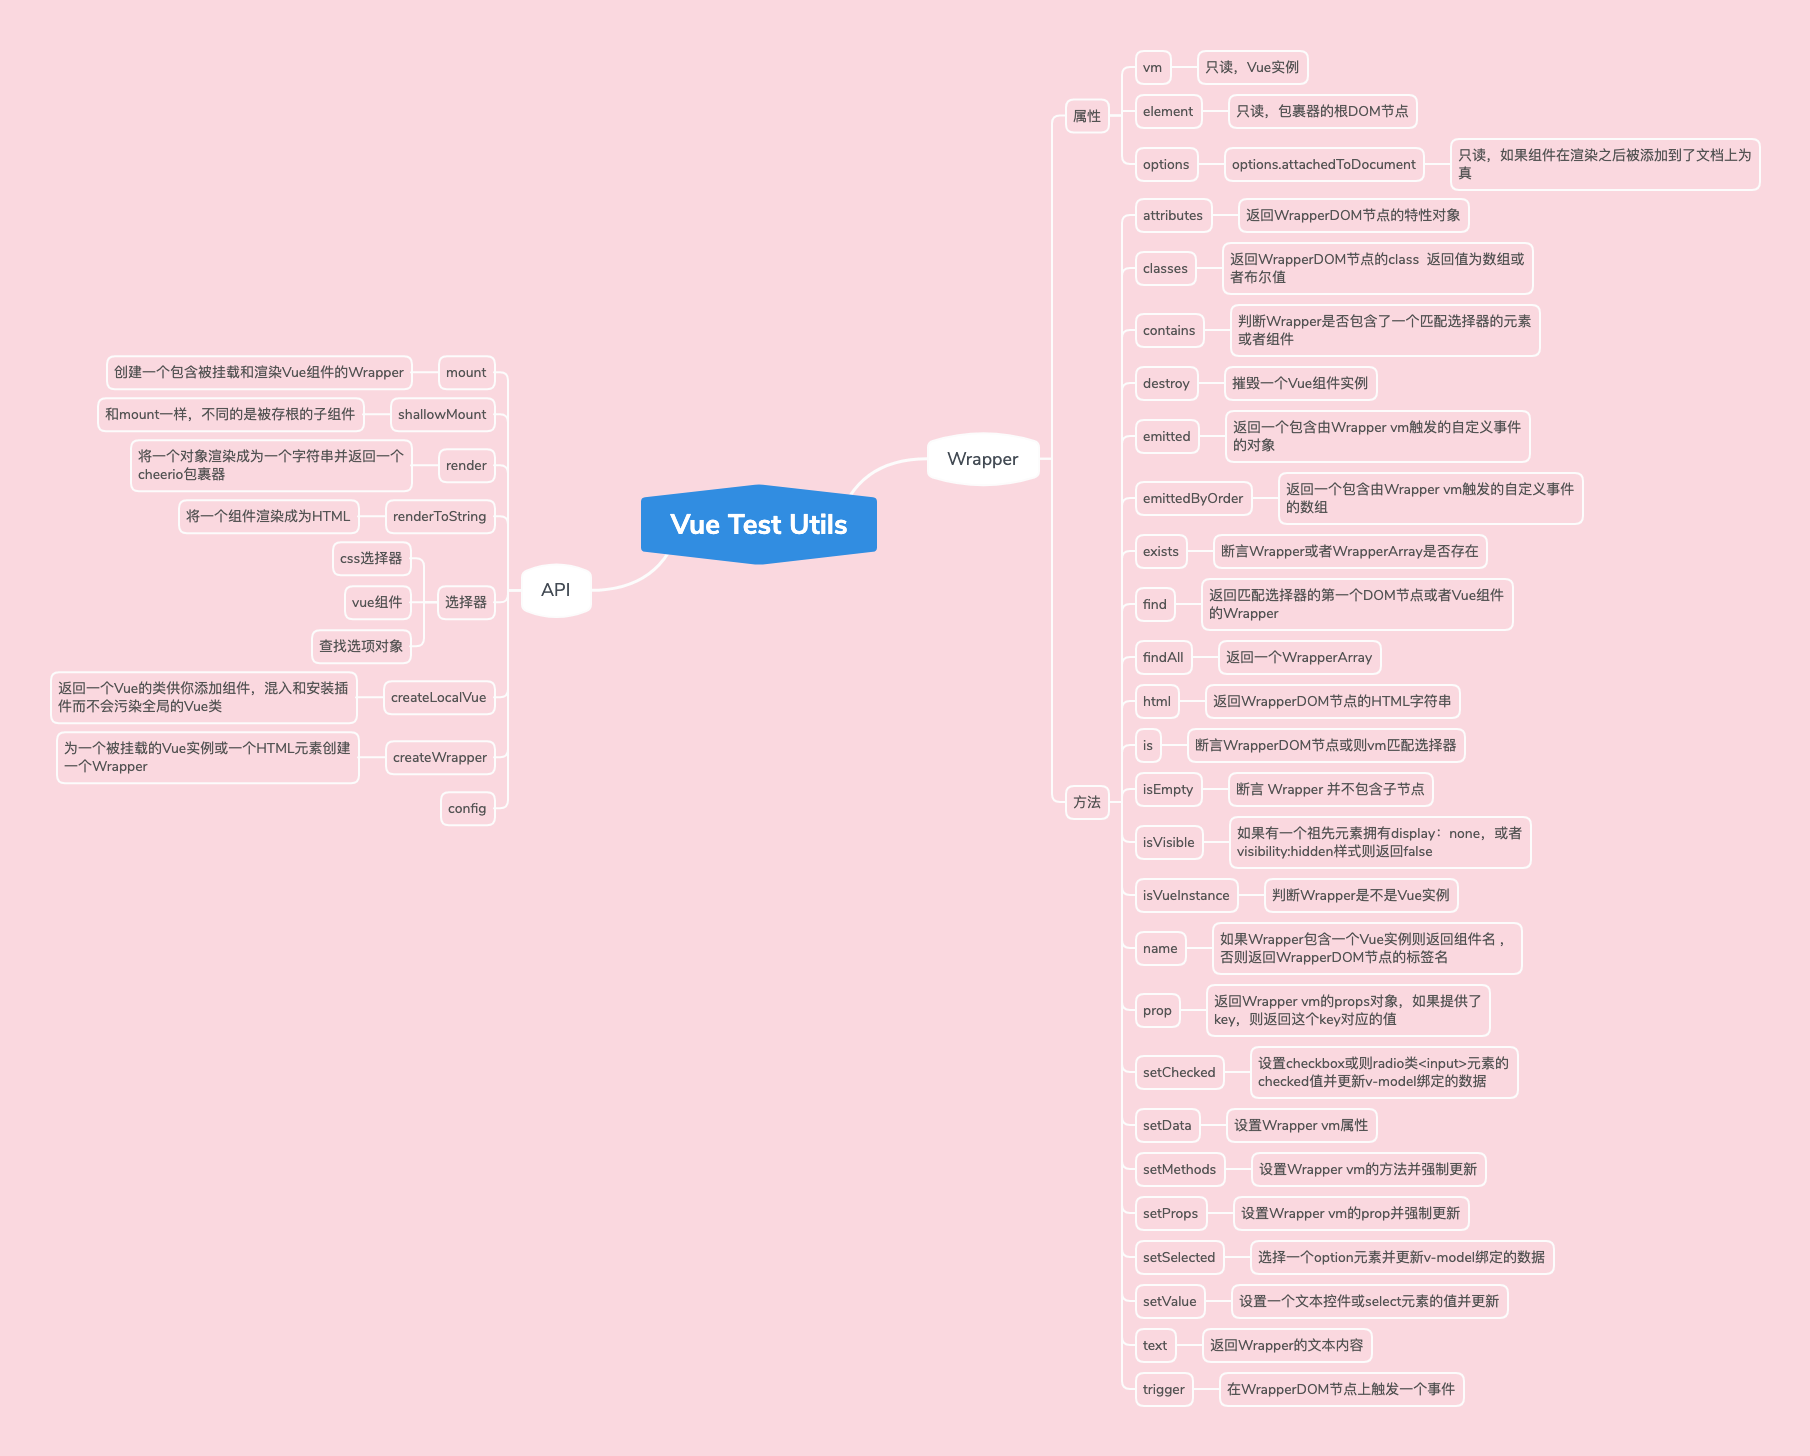 Vue Test Utils
Wrapper
属性
vm
只读，Vue实例
element
只读，包裹器的根DOM节点
options
options.attachedToDocument
只读，如果组件在渲染之后被添加到了文档上为
真
方法
attributes
返回WrapperDOM节点的特性对象
classes
返回WrapperDOM节点的class  返回值为数组或
者布尔值
contains
判断Wrapper是否包含了一个匹配选择器的元素
或者组件
destroy
摧毁一个Vue组件实例
emitted
返回一个包含由Wrapper vm触发的自定义事件
的对象
emittedByOrder
返回一个包含由Wrapper vm触发的自定义事件
的数组
exists
断言Wrapper或者WrapperArray是否存在
find
返回匹配选择器的第一个DOM节点或者Vue组件
的Wrapper
findAll
返回一个WrapperArray
html
返回WrapperDOM节点的HTML字符串
is
断言WrapperDOM节点或则vm匹配选择器
isEmpty
断言 Wrapper 并不包含子节点
isVisible
如果有一个祖先元素拥有display：none，或者
visibility:hidden样式则返回false
isVueInstance
判断Wrapper是不是Vue实例
name
如果Wrapper包含一个Vue实例则返回组件名 ，
否则返回WrapperDOM节点的标签名
prop
返回Wrapper vm的props对象，如果提供了
key，则返回这个key对应的值
setChecked
设置checkbox或则radio类<input>元素的
checked值并更新v-model绑定的数据
setData
设置Wrapper vm属性
setMethods
设置Wrapper vm的方法并强制更新
setProps
设置Wrapper vm的prop并强制更新
setSelected
选择一个option元素并更新v-model绑定的数据
setValue
设置一个文本控件或select元素的值并更新
text
返回Wrapper的文本内容
trigger
在WrapperDOM节点上触发一个事件
API
mount
创建一个包含被挂载和渲染Vue组件的Wrapper
shallowMount
和mount一样，不同的是被存根的子组件
render
将一个对象渲染成为一个字符串并返回一个
cheerio包裹器
renderToString
将一个组件渲染成为HTML
选择器
css选择器
vue组件
查找选项对象
createLocalVue
返回一个Vue的类供你添加组件，混入和安装插
件而不会污染全局的Vue类
createWrapper
为一个被挂载的Vue实例或一个HTML元素创建
一个Wrapper
config